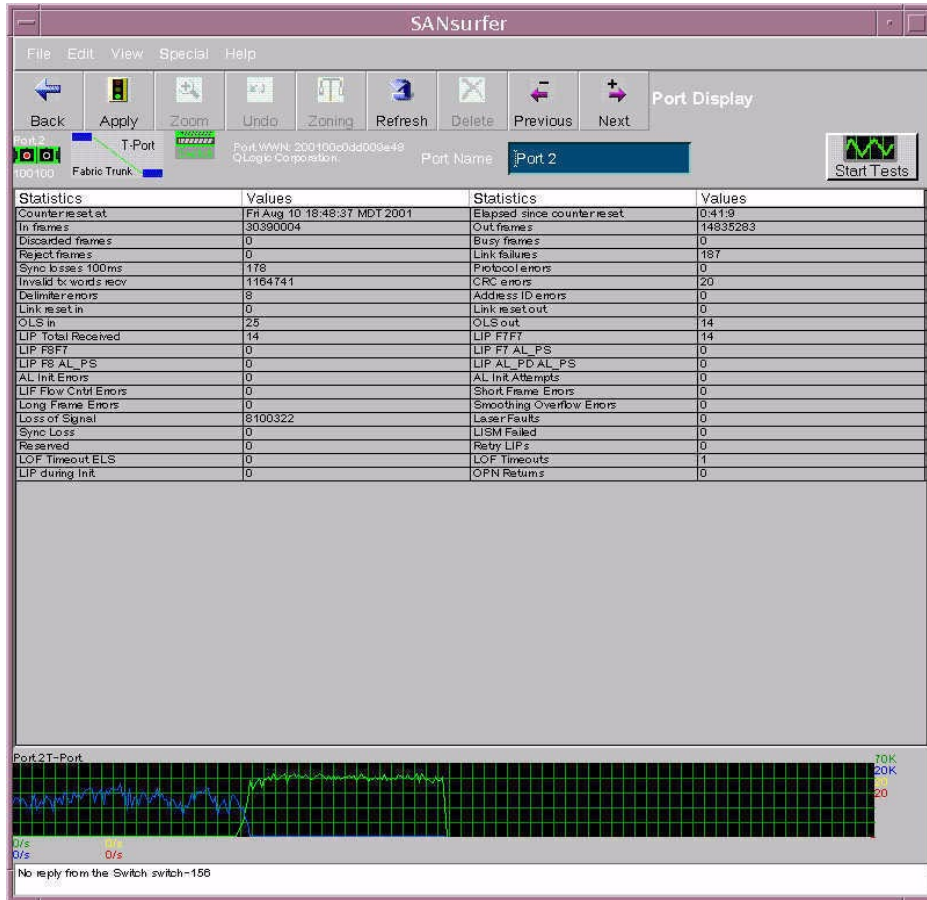 SANsurfer
File Edit View Special Help
Back Apply Zoom Undo Zoning Refresh Delete Previous Next Port Display
Port 2
T-Port
100100 Fabric Trunk
Port WWN: 200100c0dd009e49
QLogic Corporation.
Port Name Port 2
Start Tests
Statistics Values Statistics Values
Counter reset at Fri Aug 10 18:48:37 MDT 2001 Elapsed since counter reset 0:41:9
In frames 30390004 Out frames 14835283
Discarded frames 0 Busy frames 0
Reject frames 0 Link failures 187
Sync losses 100ms 178 Protocol errors 0
Invalid tx words recv 1164741 CRC errors 20
Delimiter errors 8 Address ID errors 0
Link reset in 0 Link reset out 0
OLS in 25 OLS out 14
LIP Total Received 14 LIP F7F7 14
LIP F8F7 0 LIP F7 AL_PS 0
LIP F8 AL_PS 0 LIP AL_PD AL_PS 0
AL Init Errors 0 AL Init Attempts 0
LIF Flow Cntrl Errors 0 Short Frame Errors 0
Long Frame Errors 0 Smoothing Overflow Errors 0
Loss of Signal 8100322 Laser Faults 0
Sync Loss 0 LISM Failed 0
Reserved 0 Retry LIPs 0
LOF Timeout ELS 0 LOF Timeouts 1
LIP during Init. 0 OPN Returns 0
Port.2T-Port
70K
20K
20
0/s 0/s
0/s 0/s
No reply from the Switch switch-156